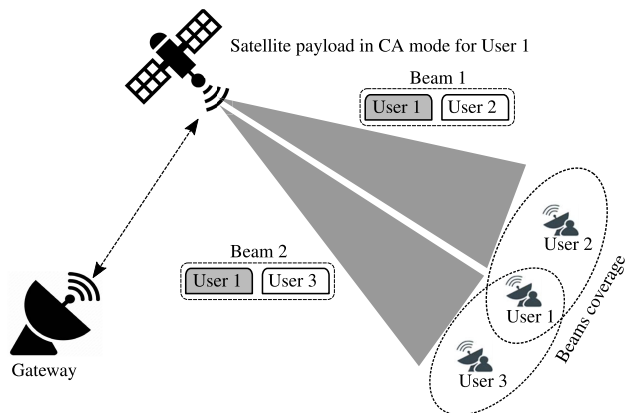 Satellite payload in CA mode for User 1
Beam 1
User 1
User 2
Beam 2
User 1
User 3
User 2
User 1
User 3
Beams coverage
Gateway